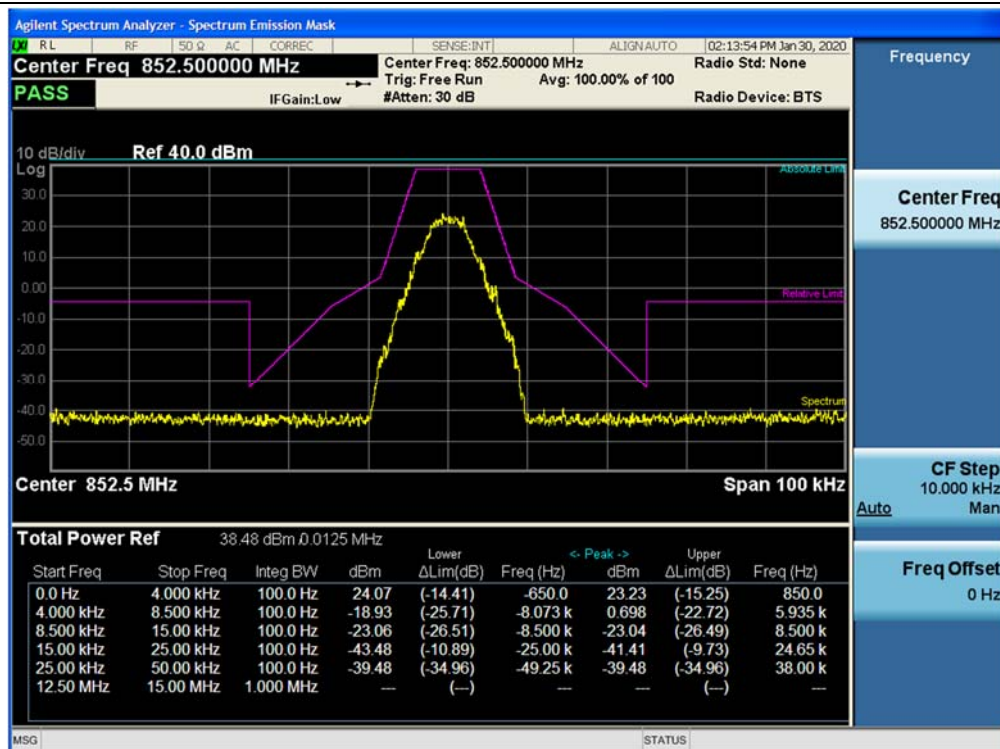 Agilent Spectrum Analyzer - Spectrum Emission Mask
LXI RL RF 50 Ω AC CORREC SENSE:INT ALIGNAUTO 02:13:54 PM Jan 30, 2020
Center Freq 852.500000 MHz
Center Freq: 852.500000 MHz Radio Std: None
Trig: Free Run Avg: 100.00% of 100
PASS IFGain:Low #Atten: 30 dB Radio Device: BTS
10 dB/div Ref 40.0 dBm
Log
Absolute Limit
30.0
20.0
10.0
0.00
Relative Limit
-10.0
-20.0
-30.0
-40.0
Spectrum
-50.0
Center 852.5 MHz Span 100 kHz
Total Power Ref 38.48 dBm / 0.0125 MHz
Lower <- Peak -> Upper
Start Freq Stop Freq Integ BW dBm ΔLim(dB) Freq (Hz) dBm ΔLim(dB) Freq (Hz)
0.0 Hz 4.000 kHz 100.0 Hz 24.07 (-14.41) -650.0 23.23 (-15.25) 850.0
4.000 kHz 8.500 kHz 100.0 Hz -18.93 (-25.71) -8.073 k 0.698 (-22.72) 5.935 k
8.500 kHz 15.00 kHz 100.0 Hz -23.06 (-26.51) -8.500 k -23.04 (-26.49) 8.500 k
15.00 kHz 25.00 kHz 100.0 Hz -43.48 (-10.89) -25.00 k -41.41 (-9.73) 24.65 k
25.00 kHz 50.00 kHz 100.0 Hz -39.48 (-34.96) -49.25 k -39.48 (-34.96) 38.00 k
12.50 MHz 15.00 MHz 1.000 MHz --- (---) --- --- (---) ---
MSG STATUS
Frequency
Center Freq
852.500000 MHz
CF Step
10.000 kHz
Auto Man
Freq Offset
0 Hz